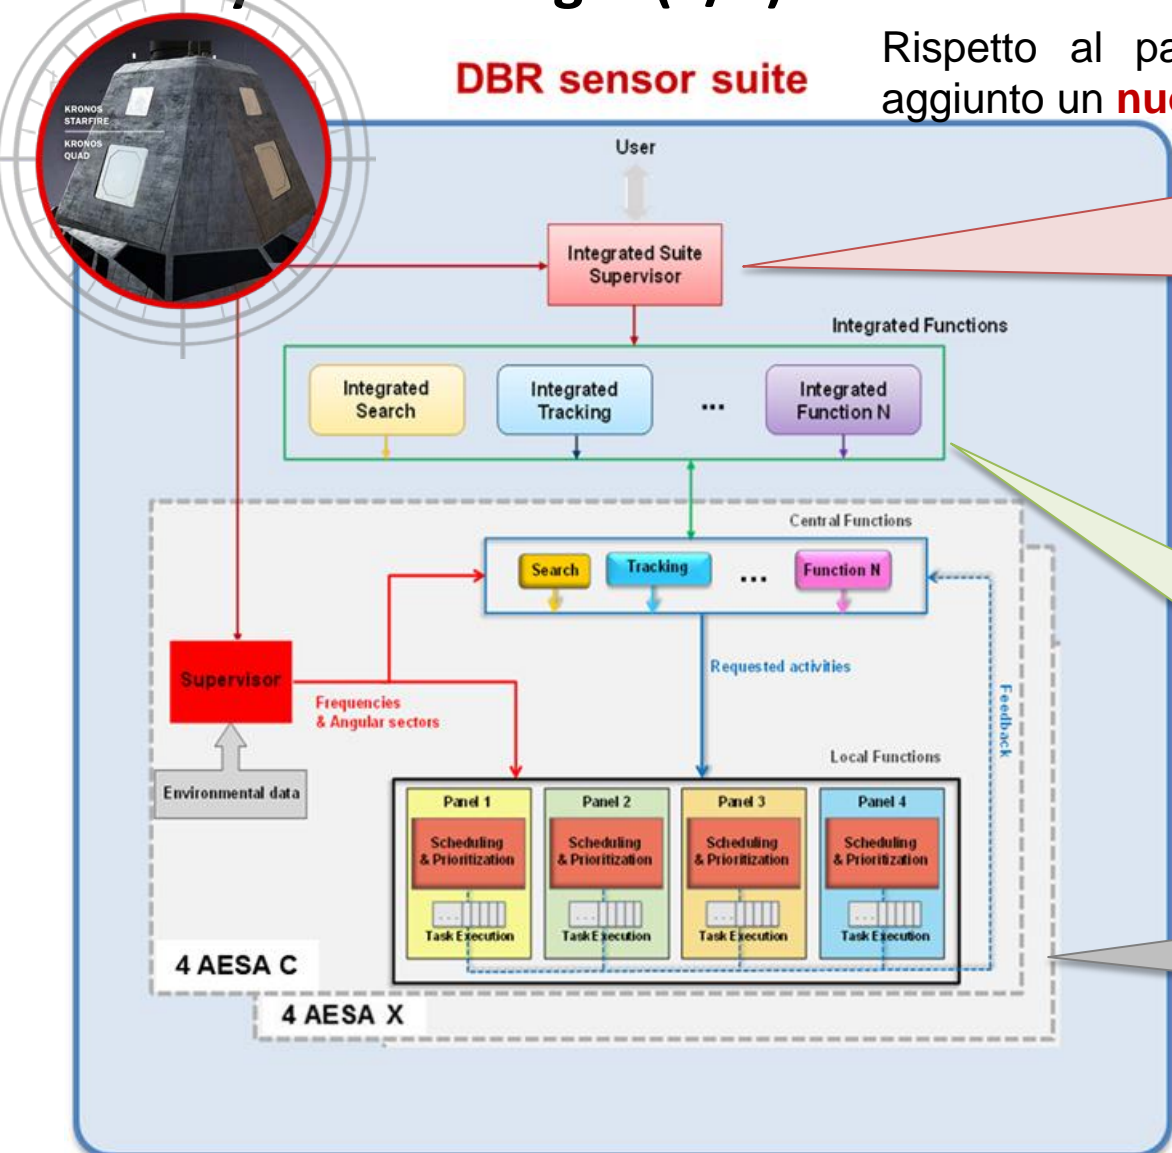 DBR sensor suite
Rispetto al
aggiunto un
KRONOS
STARFIRE
KRONOS
QUAD
User
Integrated Suite
Supervisor
Integrated Functions
Integrated
Search
Integrated
Tracking
...
Integrated
Function N
Central Functions
Search
Tracking
...
Function N
Supervisor
Requested activities
Frequencies
& Angular sectors
Feedback
Environmental data
Local Functions
Panel 1
Panel 2
Panel 3
Panel 4
Scheduling
& Prioritization
Scheduling
& Prioritization
Scheduling
& Prioritization
Scheduling
& Prioritization
...
...
...
...
Task Execution
Task Execution
Task Execution
Task Execution
4 AESA C
4 AESA X